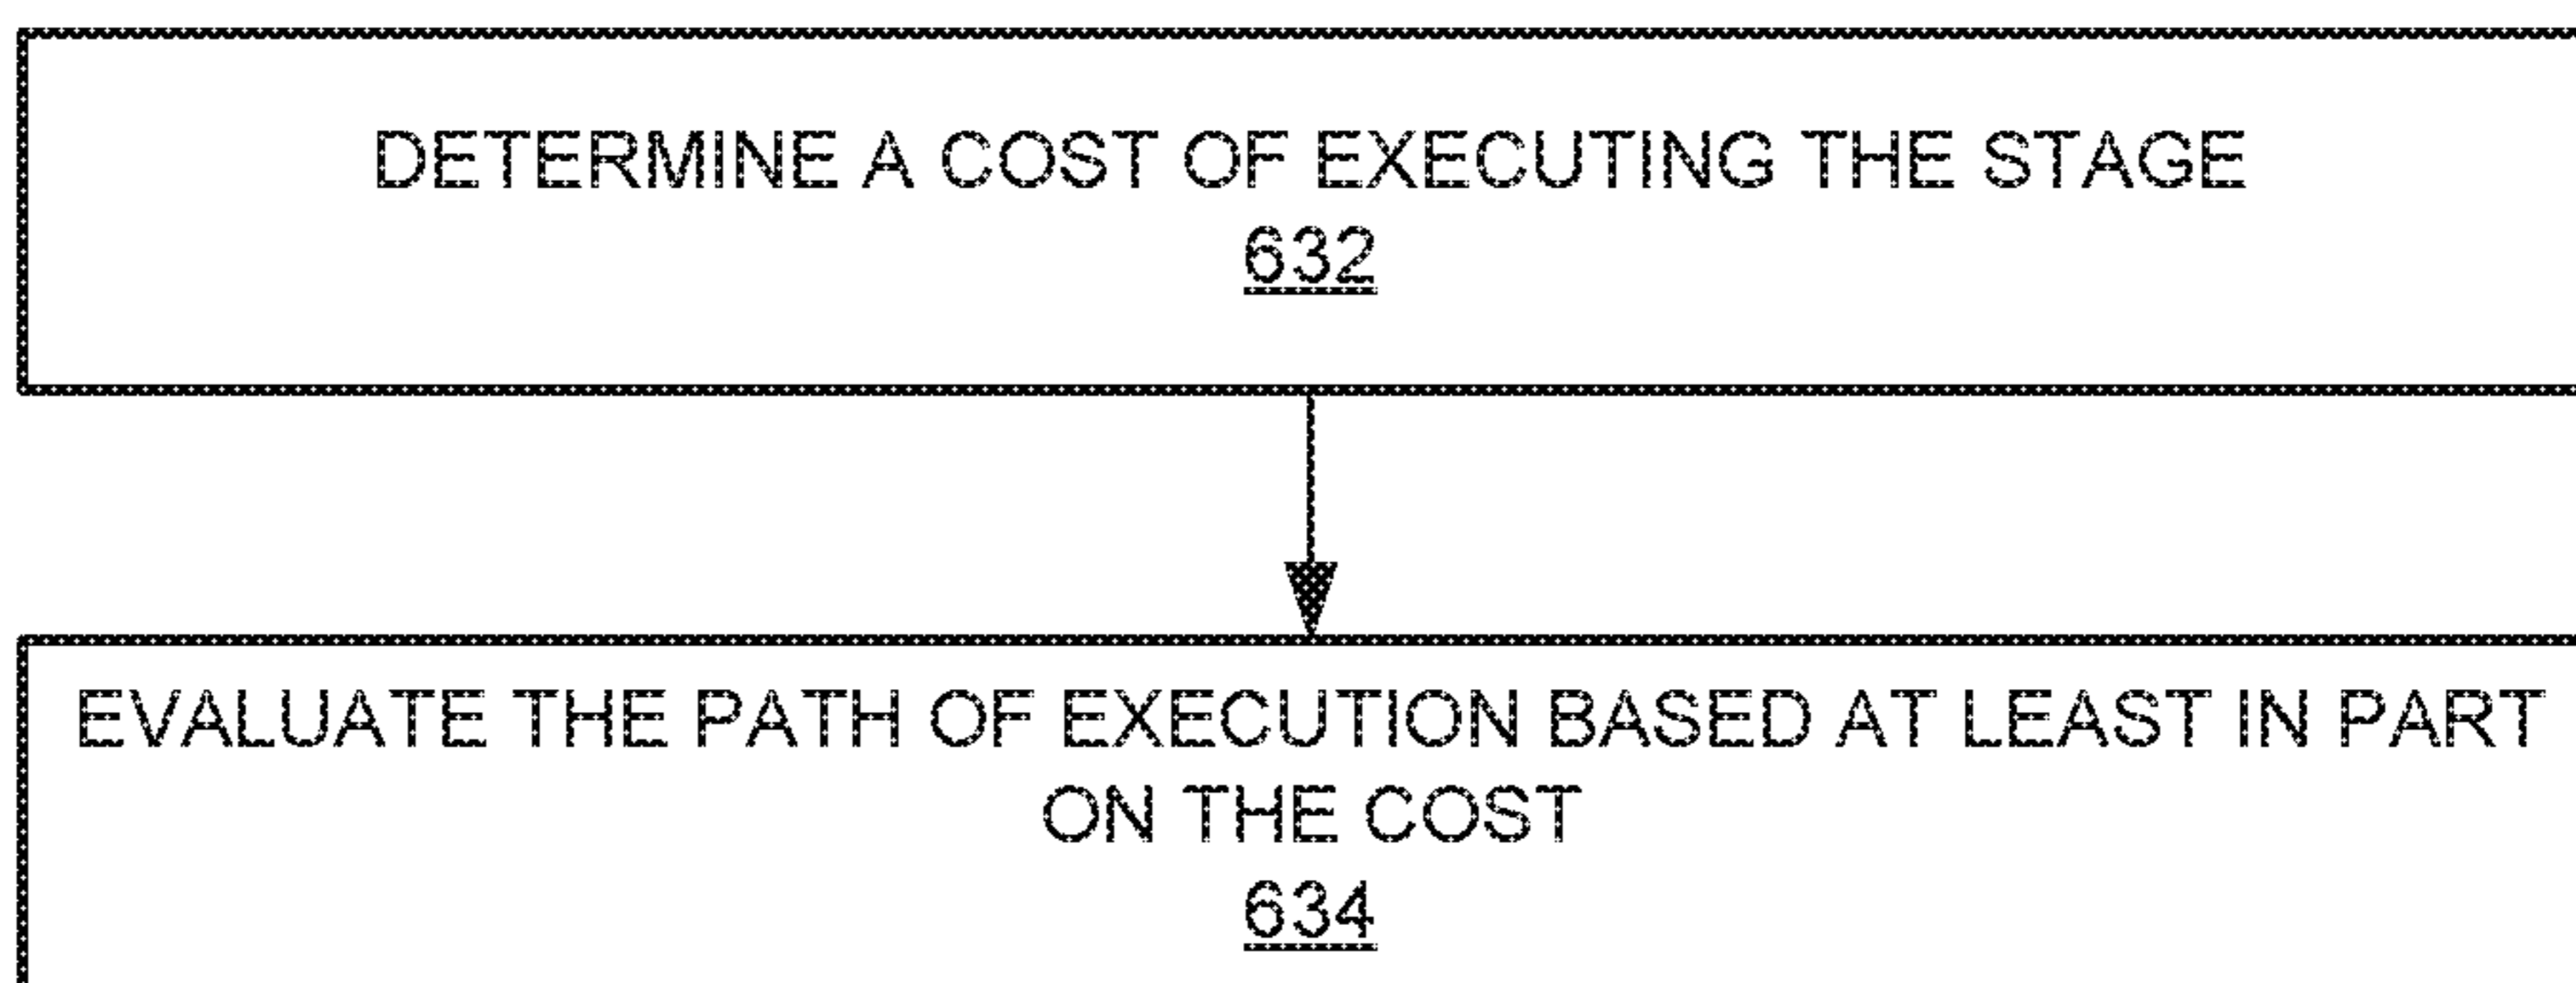 DETERMINE A COST OF EXECUTING THE STAGE
632
EVALUATE THE PATH OF EXECUTION BASED AT LEAST IN PART
ON THE COST
634